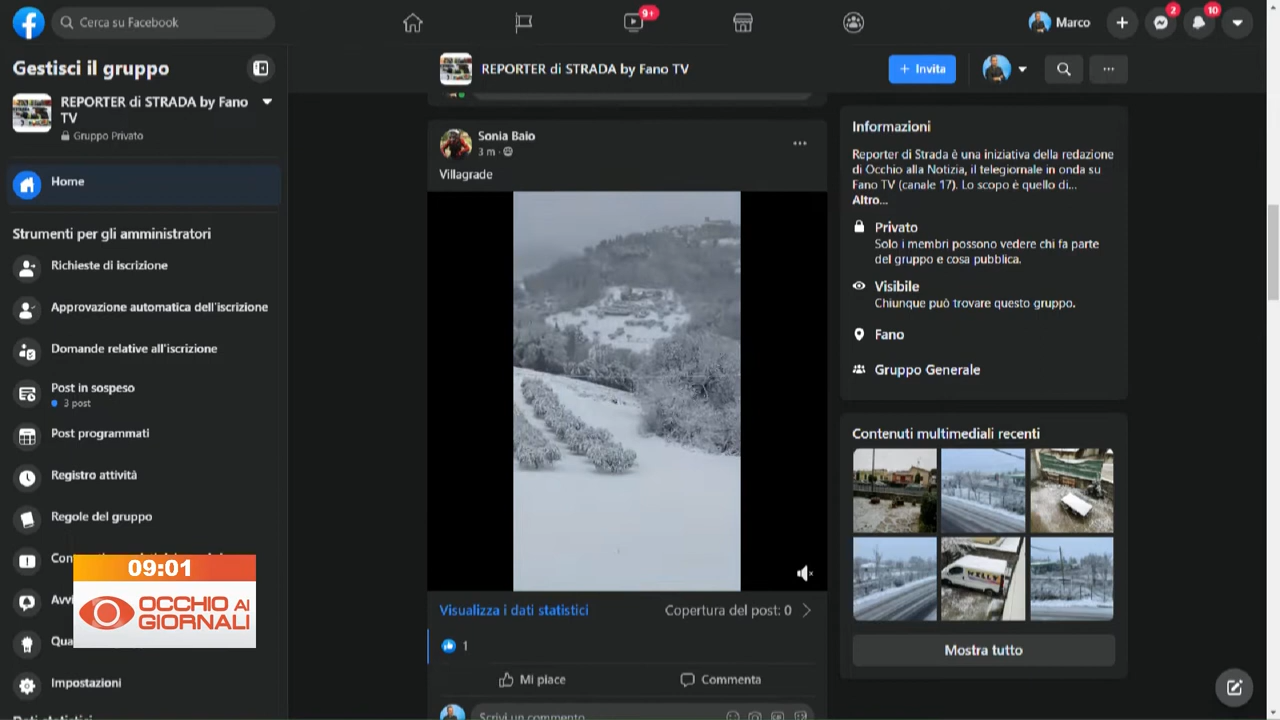 Cerca su Facebook
9+
Marco
2
10
Gestisci il gruppo
REPORTER di STRADA by Fano
TV
Gruppo Privato
Home
Strumenti per gli amministratori
Richieste di iscrizione
Approvazione automatica dell'iscrizione
Domande relative all'iscrizione
Post in sospeso
3 post
Post programmati
Registro attività
Regole del gruppo
Impostazioni
09:01
OCCHIO AI
GIORNALI
REPORTER di STRADA by Fano TV
+ Invita
Sonia Baio
3 m
Villagrade
Visualizza i dati statistici
Copertura del post: 0
1
Mi piace
Commenta
Scrivi un commento
Informazioni
Reporter di Strada è una iniziativa della redazione
di Occhio alla Notizia, il telegiornale in onda su
Fano TV (canale 17). Lo scopo è quello di...
Altro...
Privato
Solo i membri possono vedere chi fa parte
del gruppo e cosa pubblica.
Visibile
Chiunque può trovare questo gruppo.
Fano
Gruppo Generale
Contenuti multimediali recenti
Mostra tutto